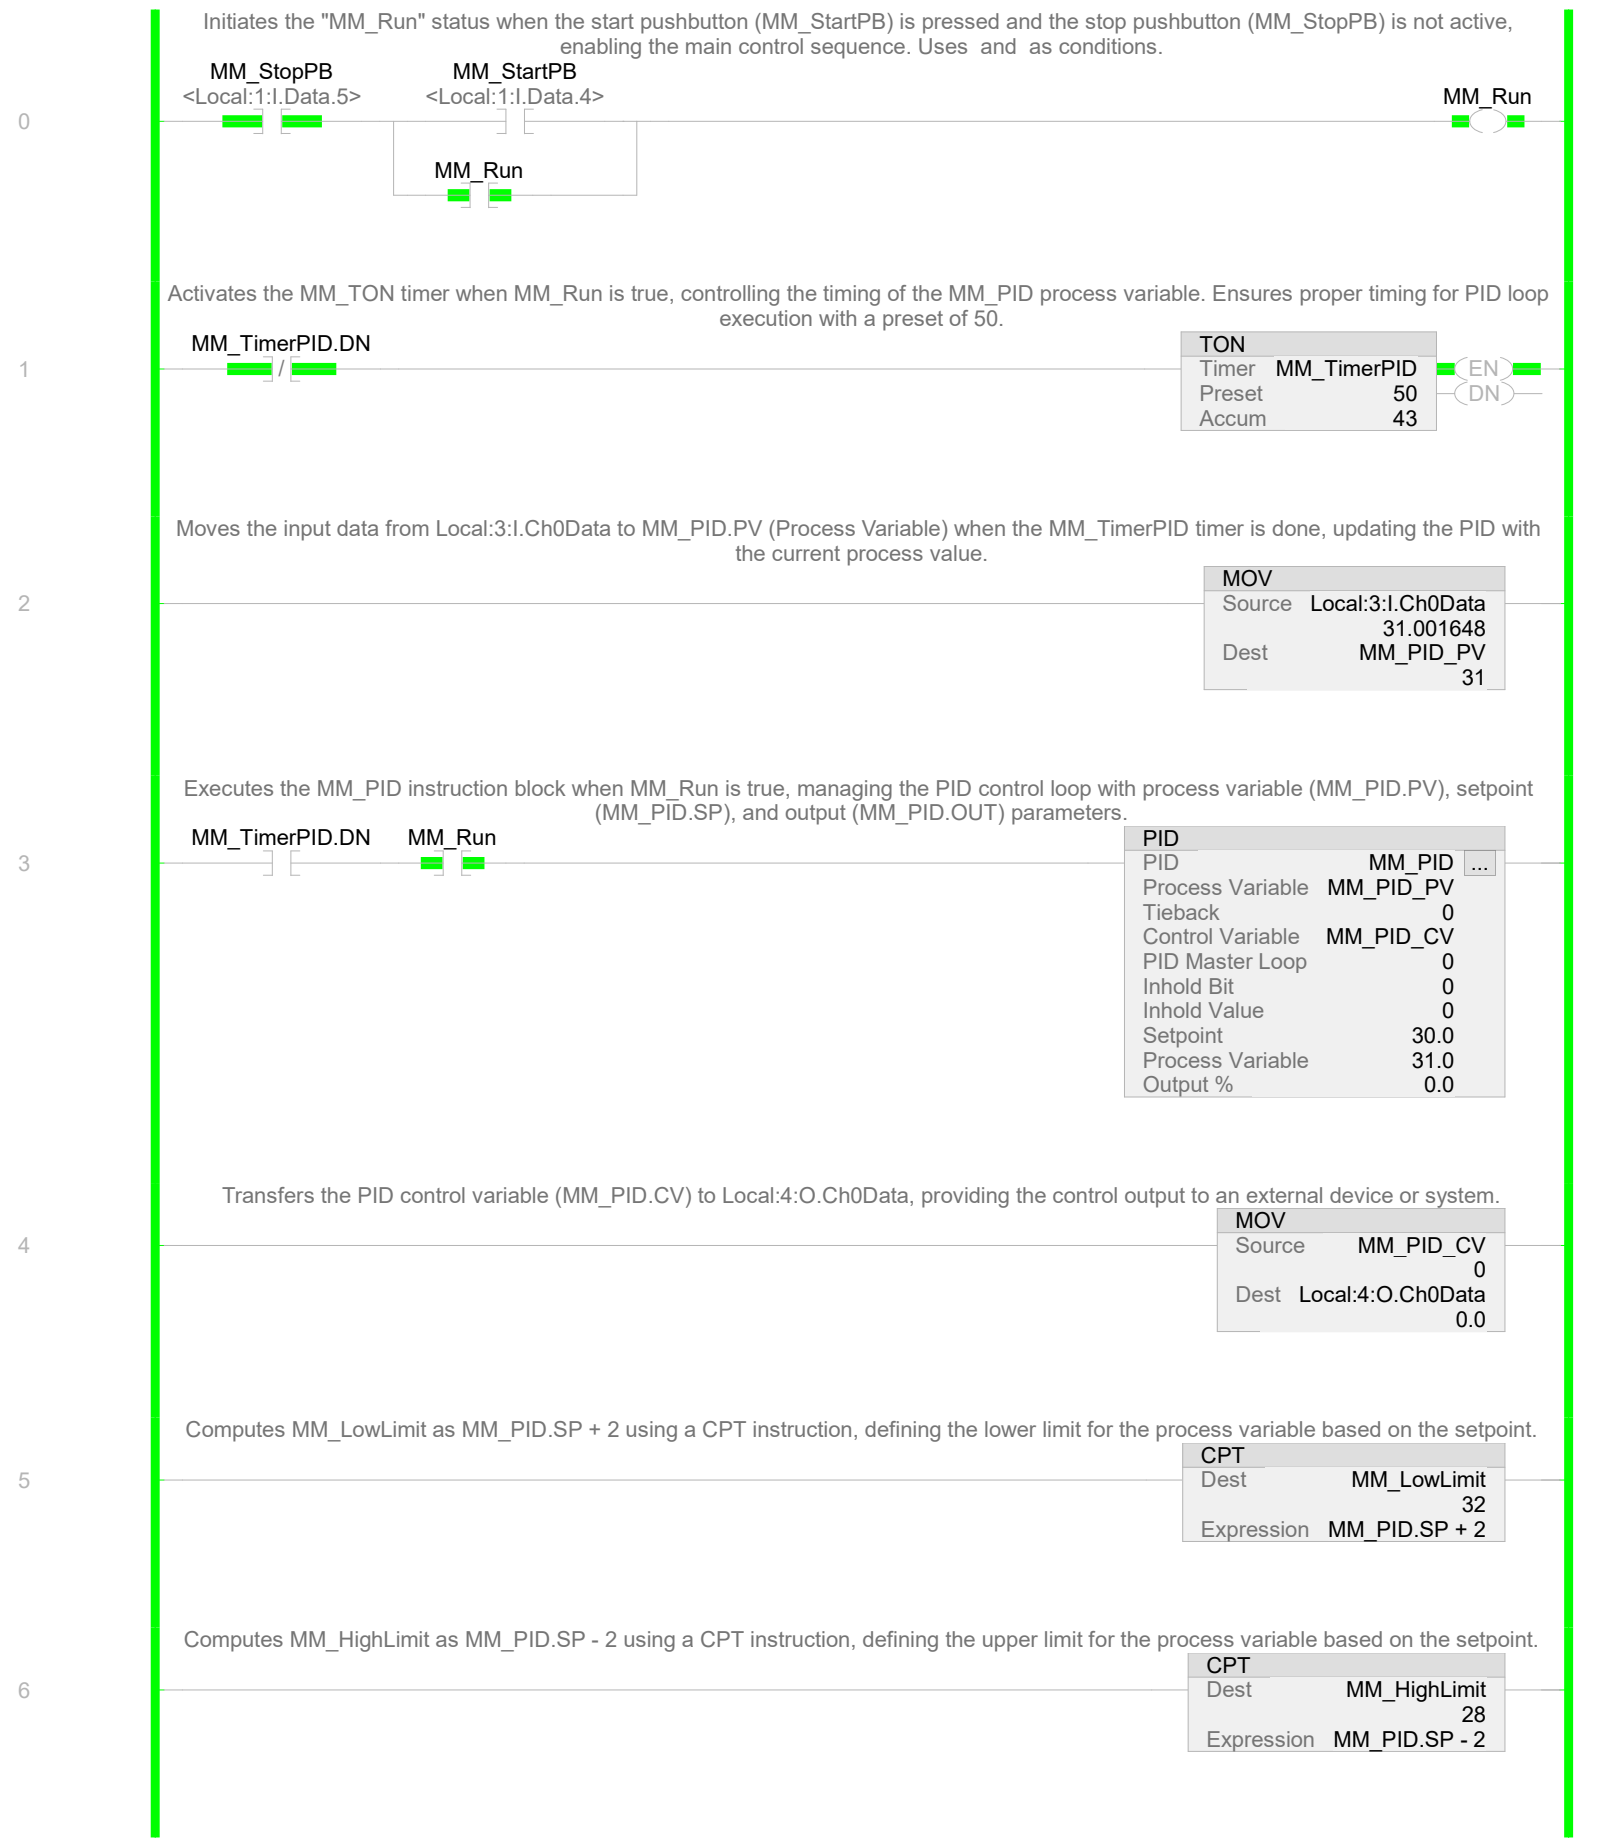 Initiates the "MM_Run" status when the start pushbutton (MM_StartPB) is pressed and the stop pushbutton (MM_StopPB) is not active,
enabling the main control sequence. Uses  and  as conditions.
MM_StopPB
<Local:1:I.Data.5>
MM_StartPB
<Local:1:I.Data.4>
MM_Run
0
MM_Run
Activates the MM_TON timer when MM_Run is true, controlling the timing of the MM_PID process variable. Ensures proper timing for PID loop
execution with a preset of 50.
MM_TimerPID.DN
1
/
TON
Timer MM_TimerPID
Preset 50
Accum 43
EN
DN
Moves the input data from Local:3:I.Ch0Data to MM_PID.PV (Process Variable) when the MM_TimerPID timer is done, updating the PID with
the current process value.
2
MOV
Source Local:3:I.Ch0Data
31.001648
Dest MM_PID_PV
31
Executes the MM_PID instruction block when MM_Run is true, managing the PID control loop with process variable (MM_PID.PV), setpoint
(MM_PID.SP), and output (MM_PID.OUT) parameters.
MM_TimerPID.DN MM_Run
3
PID
PID MM_PID ...
Process Variable MM_PID_PV
Tieback 0
Control Variable MM_PID_CV
PID Master Loop 0
Inhold Bit 0
Inhold Value 0
Setpoint 30.0
Process Variable 31.0
Output % 0.0
Transfers the PID control variable (MM_PID.CV) to Local:4:O.Ch0Data, providing the control output to an external device or system.
4
MOV
Source MM_PID_CV
0
Dest Local:4:O.Ch0Data
0.0
Computes MM_LowLimit as MM_PID.SP + 2 using a CPT instruction, defining the lower limit for the process variable based on the setpoint.
5
CPT
Dest MM_LowLimit
32
Expression MM_PID.SP + 2
Computes MM_HighLimit as MM_PID.SP - 2 using a CPT instruction, defining the upper limit for the process variable based on the setpoint.
6
CPT
Dest MM_HighLimit
28
Expression MM_PID.SP - 2